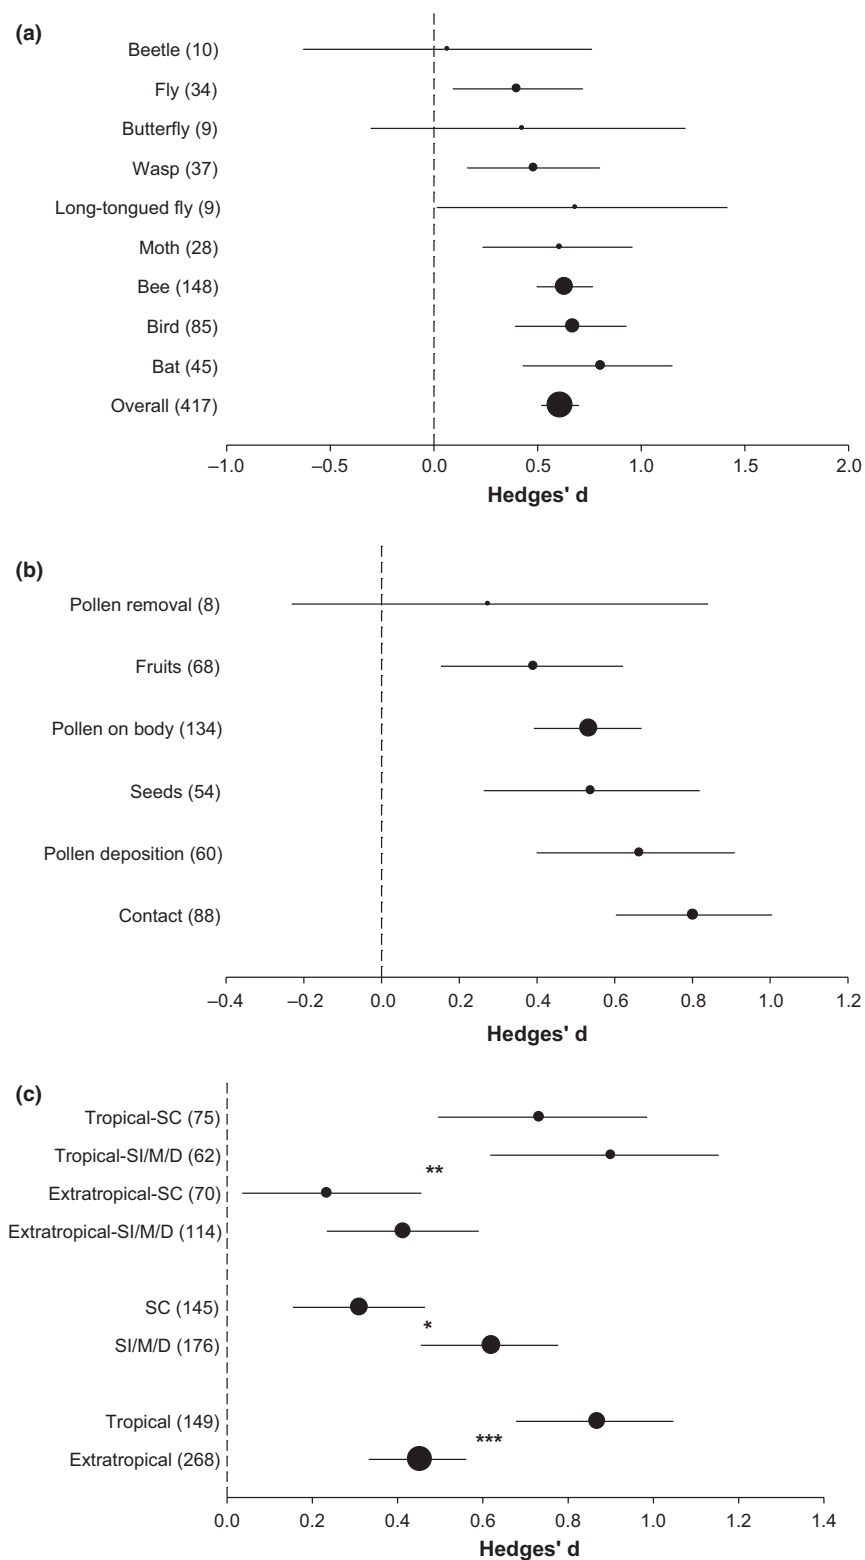 (a)
Beetle (10)
Fly (34)
Butterfly (9)
Wasp (37)
Long-tongued fly (9)
Moth (28)
Bee (148)
Bird (85)
Bat (45)
Overall (417)
–1.0 –0.5 0.0 0.5 1.0 1.5 2.0
Hedges' d
(b)
Pollen removal (8)
Fruits (68)
Pollen on body (134)
Seeds (54)
Pollen deposition (60)
Contact (88)
–0.4 –0.2 0.0 0.2 0.4 0.6 0.8 1.0 1.2
Hedges' d
(c)
Tropical-SC (75)
Tropical-SI/M/D (62)
**
Extratropical-SC (70)
Extratropical-SI/M/D (114)
SC (145)
*
SI/M/D (176)
Tropical (149)
***
Extratropical (268)
0.0 0.2 0.4 0.6 0.8 1.0 1.2 1.4
Hedges' d